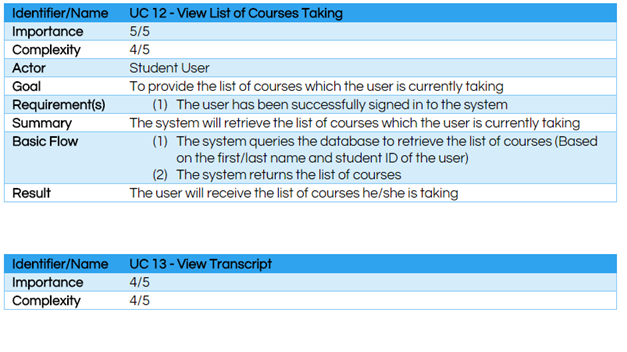 Identifier/Name UC 12 - View List of Courses Taking
Importance 5/5
Complexity 4/5
Actor Student User
Goal To provide the list of courses which the user is currently taking
Requirement(s) (1) The user has been successfully signed in to the system
Summary The system will retrieve the list of courses which the user is currently taking
Basic Flow (1) The system queries the database to retrieve the list of courses (Based
on the first/last name and student ID of the user)
(2) The system returns the list of courses
Result The user will receive the list of courses he/she is taking
Identifier/Name UC 13 - View Transcript
Importance 4/5
Complexity 4/5